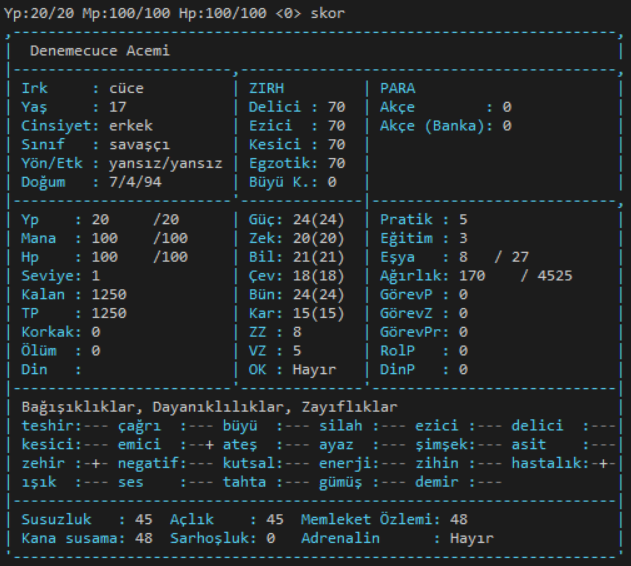 Yp:20/20 Mp:100/100 Hp:100/100 <0> skor
Denemecuce Acemi
Irk : cüce | ZIRH | PARA
Yaş : 17 | Delici : 70 | Akçe : 0
Cinsiyet: erkek | Ezici : 70 | Akçe (Banka): 0
Sınıf : savaşçı | Kesici : 70
Yön/Etk : yansız/yansız | Egzotik: 70
Doğum : 7/4/94 | Büyü K.: 0
Yp : 20 /20 | Güç: 24(24) | Pratik : 5
Mana : 100 /100 | Zek: 20(20) | Eğitim : 3
Hp : 100 /100 | Bil: 21(21) | Eşya : 8 / 27
Seviye: 1 | Çev: 18(18) | Ağırlık: 170 / 4525
Kalan : 1250 | Bün: 24(24) | GörevP : 0
TP : 1250 | Kar: 15(15) | GörevZ : 0
Korkak: 0 | ZZ : 8 | GörevPr: 0
Ölüm : 0 | VZ : 5 | RolP : 0
Din : | OK : Hayır | DinP : 0
Bağışıklıklar, Dayanıklılıklar, Zayıflıklar
teshir:--- çağrı :--- büyü :--- silah :--- ezici :--- delici :---
kesici:--- emici :--+ ateş :--- ayaz :--- şimşek:--- asit :---
zehir :-+- negatif:--- kutsal:--- enerji:--- zihin :--- hastalık:-+-
ışık :--- ses :--- tahta :--- gümüş :--- demir :---
Susuzluk : 45 Açlık : 45 Memleket Özlemi: 48
Kana susama: 48 Sarhoşluk: 0 Adrenalin : Hayır